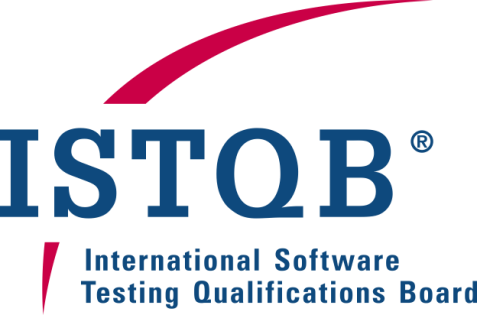 ISTQB®
International Software
Testing Qualifications Board